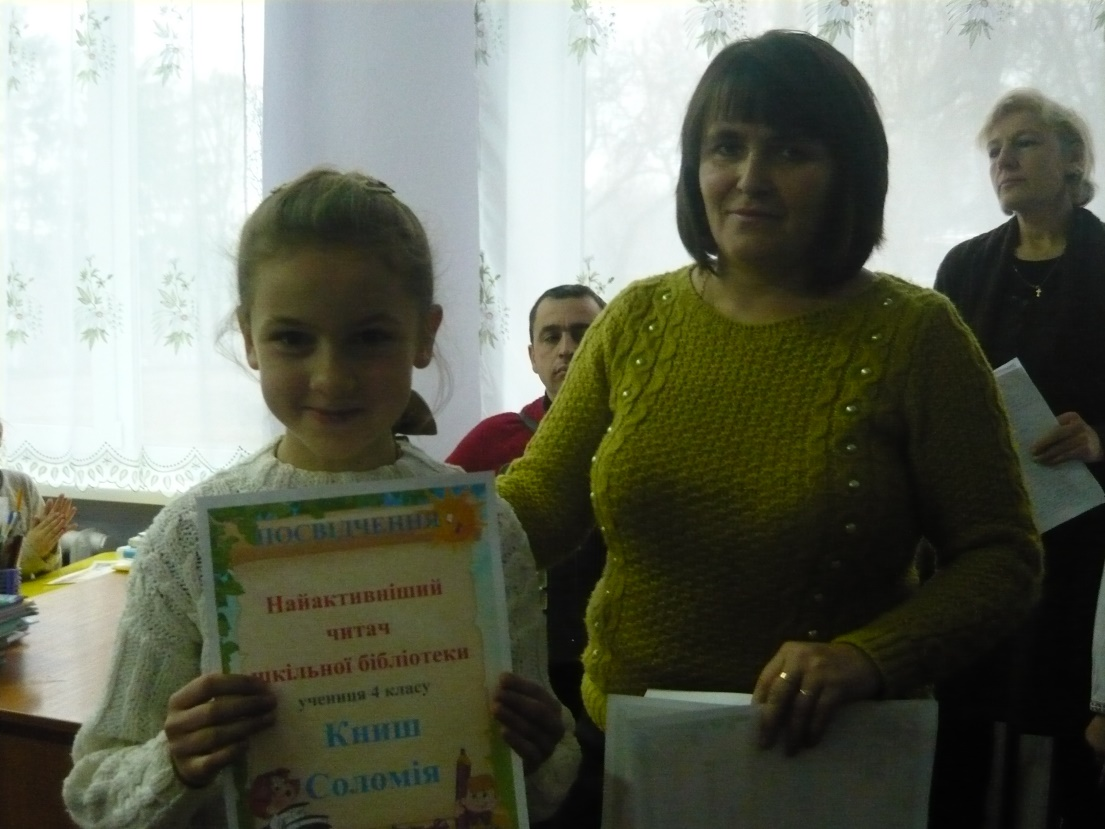 ПОСВІДЧЕННЯ
Найактивніший
читач
шкільної бібліотеки
учениця 4 класу
Книш
Соломія